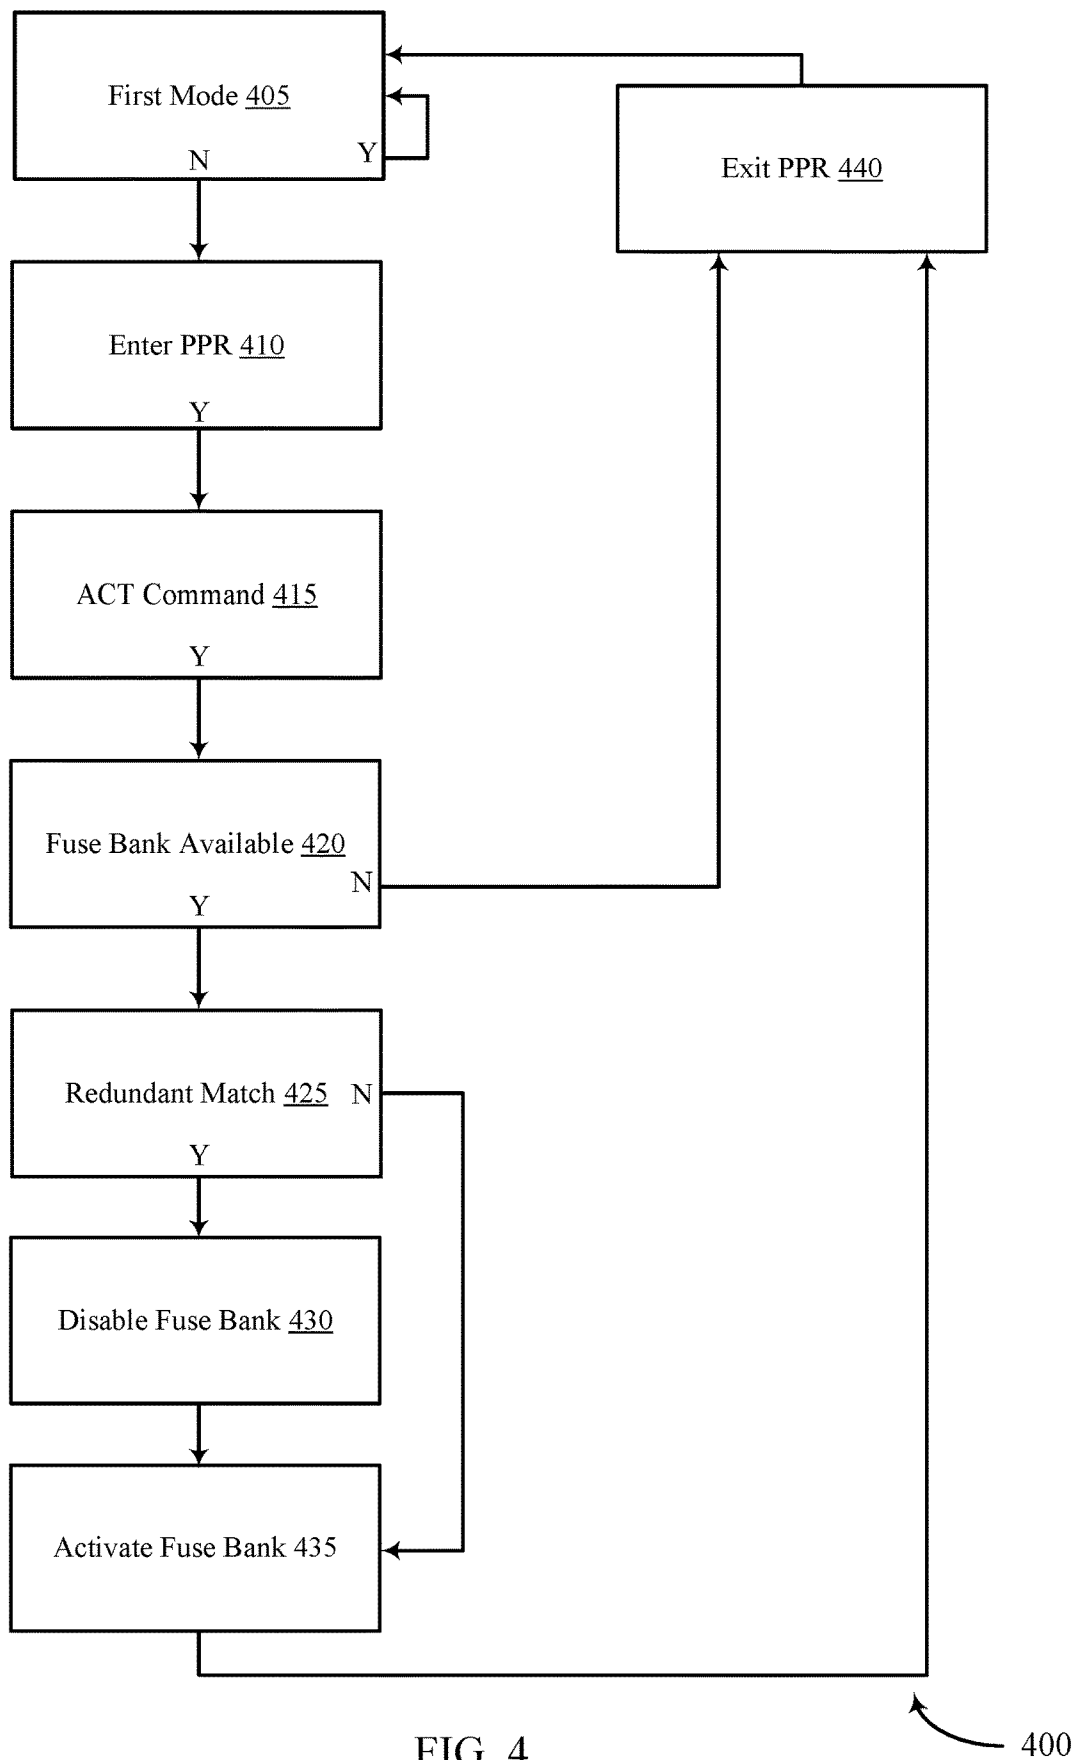 First Mode 405
Y
N
Exit PPR 440
Enter PPR 410
Y
ACT Command 415
Y
Fuse Bank Available 420
N
Y
Redundant Match 425 N
Y
Disable Fuse Bank 430
Activate Fuse Bank 435
400
FIG. 4